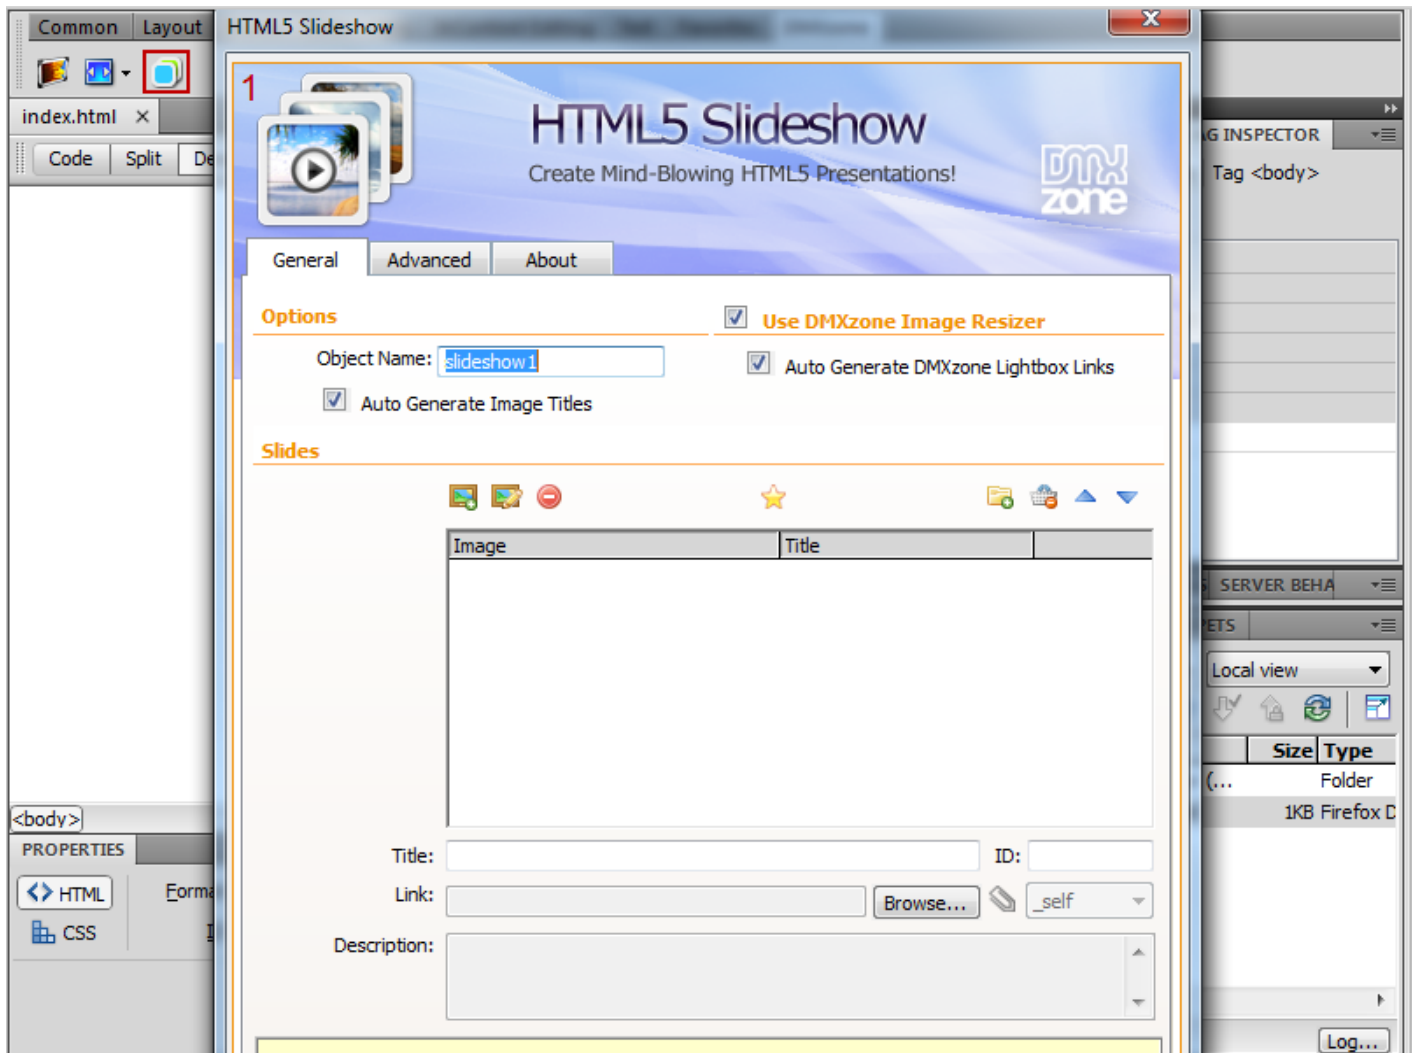 Common Layout
HTML5 Slideshow
X
index.html ×
Code Split De
1
HTML5 Slideshow
Create Mind-Blowing HTML5 Presentations!
DMX
zone
G INSPECTOR
Tag <body>
General Advanced About
Options
Use DMXzone Image Resizer
Object Name: slideshow1
Auto Generate DMXzone Lightbox Links
Auto Generate Image Titles
Slides
Image Title
SERVER BEHA
PETS
Local view
Size Type
(... Folder
1KB Firefox D
<body>
PROPERTIES
<> HTML Forma
CSS I
Title: ID:
Link: Browse... _self
Description:
Log...